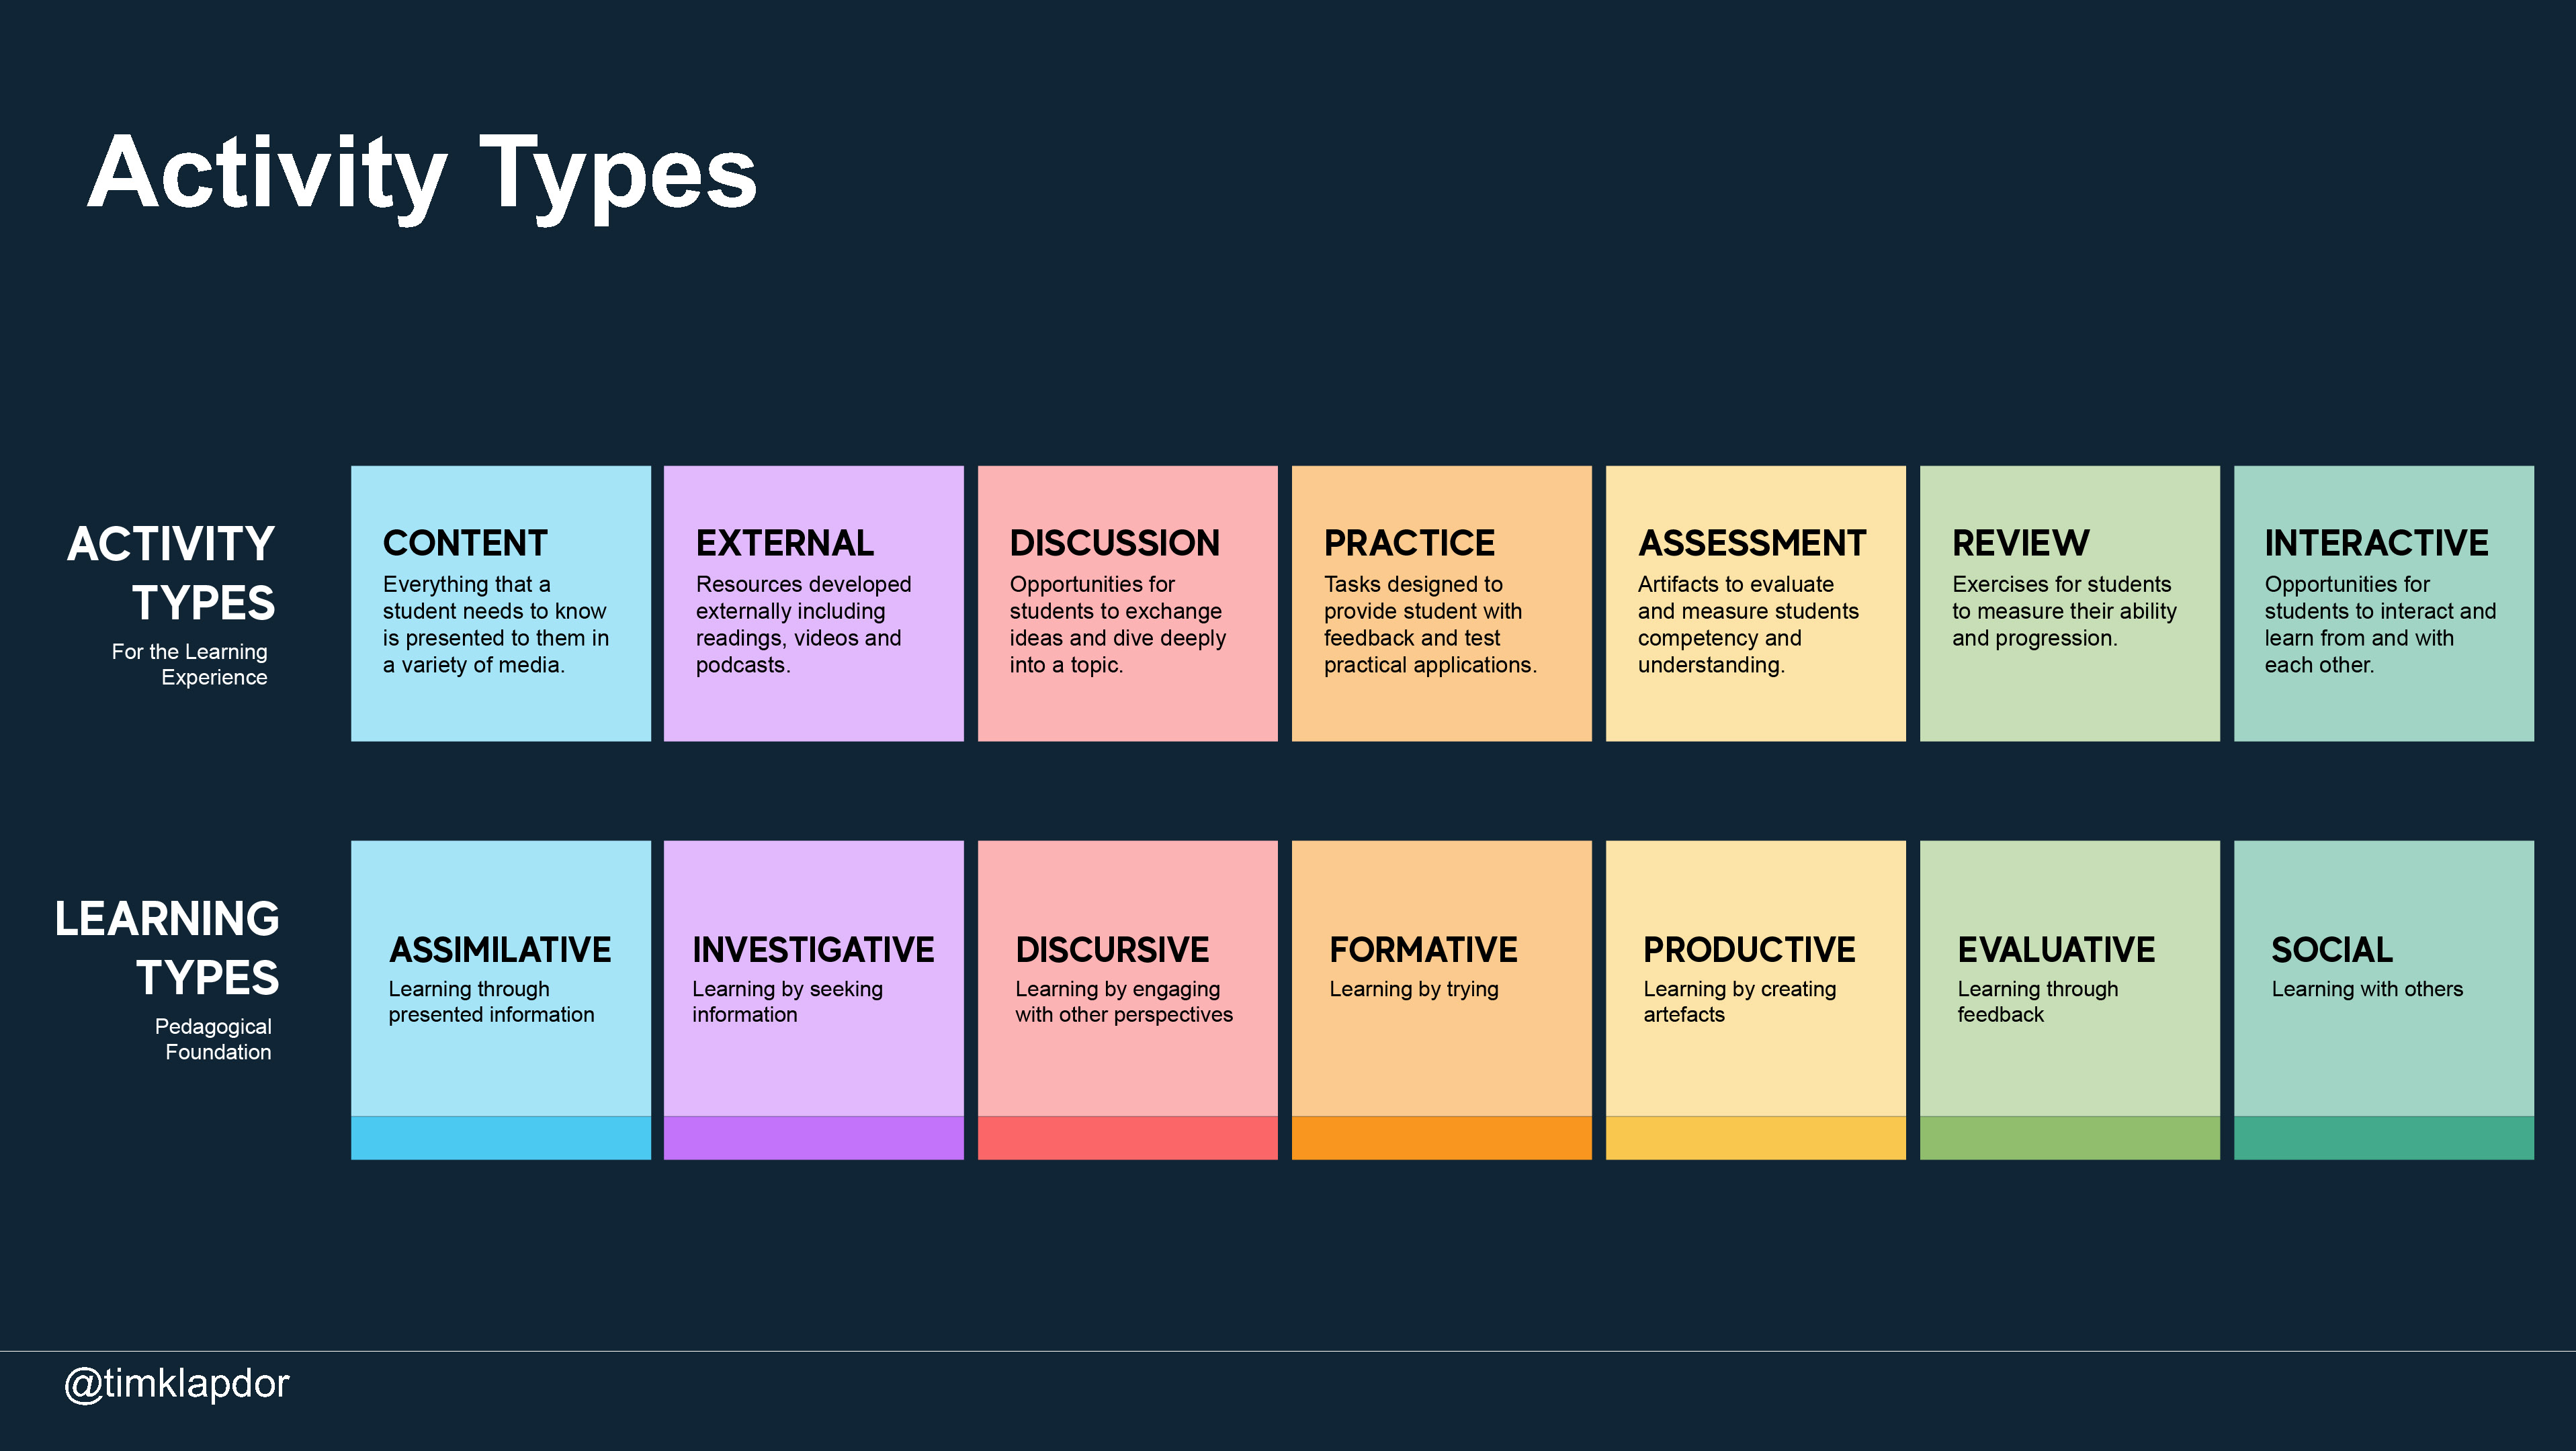 Activity Types
ACTIVITY
TYPES
For the Learning
Experience
CONTENT
Everything that a
student needs to know
is presented to them in
a variety of media.
EXTERNAL
Resources developed
externally including
readings, videos and
podcasts.
DISCUSSION
Opportunities for
students to exchange
ideas and dive deeply
into a topic.
PRACTICE
Tasks designed to
provide student with
feedback and test
practical applications.
ASSESSMENT
Artifacts to evaluate
and measure students
competency and
understanding.
REVIEW
Exercises for students
to measure their ability
and progression.
INTERACTIVE
Opportunities for
students to interact and
learn from and with
each other.
LEARNING
TYPES
Pedagogical
Foundation
ASSIMILATIVE
Learning through
presented information
INVESTIGATIVE
Learning by seeking
information
DISCURSIVE
Learning by engaging
with other perspectives
FORMATIVE
Learning by trying
PRODUCTIVE
Learning by creating
artefacts
EVALUATIVE
Learning through
feedback
SOCIAL
Learning with others
@timklapdor